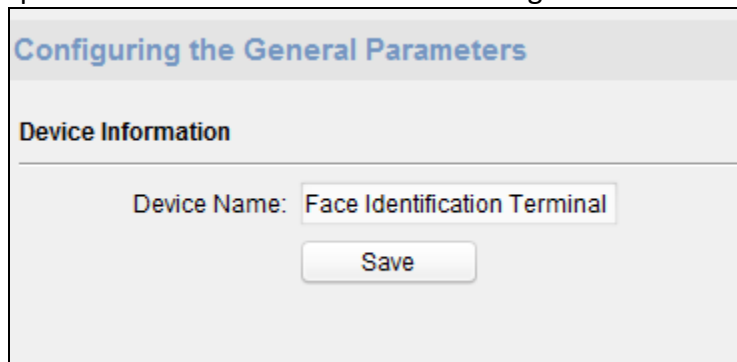 Configuring the General Parameters
Device Information
Device Name: Face Identification Terminal
Save